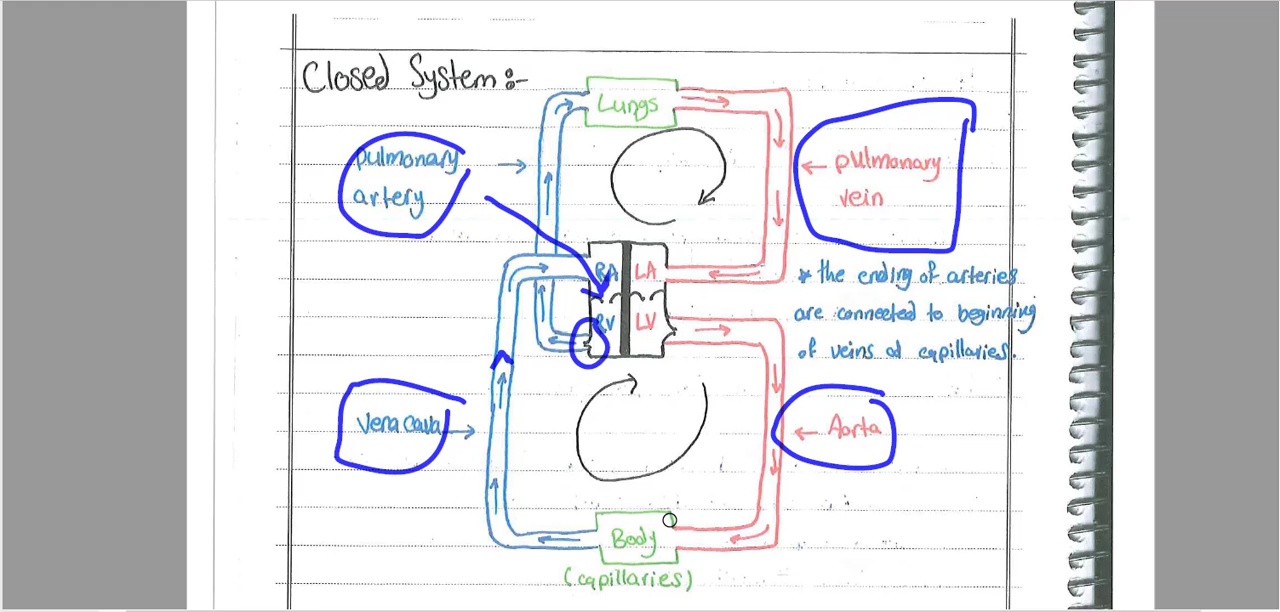 Closed System:-
Lungs
pulmonary
artery
pulmonary
vein
RA
LA
RV
LV
* the ending of arteries
are connected to beginning
of veins at capillaries.
vena cava
Aorta
Body
(capillaries)